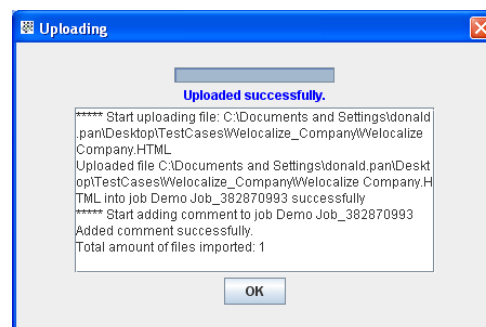 Uploading
Uploaded successfully.
***** Start uploading file: C:\Documents and Settings\donald
.pan\Desktop\TestCases\Welocalize_Company\Welocalize
Company.HTML
Uploaded file C:\Documents and Settings\donald.pan\Deskt
op\TestCases\Welocalize_Company\Welocalize Company.H
TML into job Demo Job_382870993 successfully
***** Start adding comment to job Demo Job_382870993
Added comment successfully.
Total amount of files imported: 1
OK